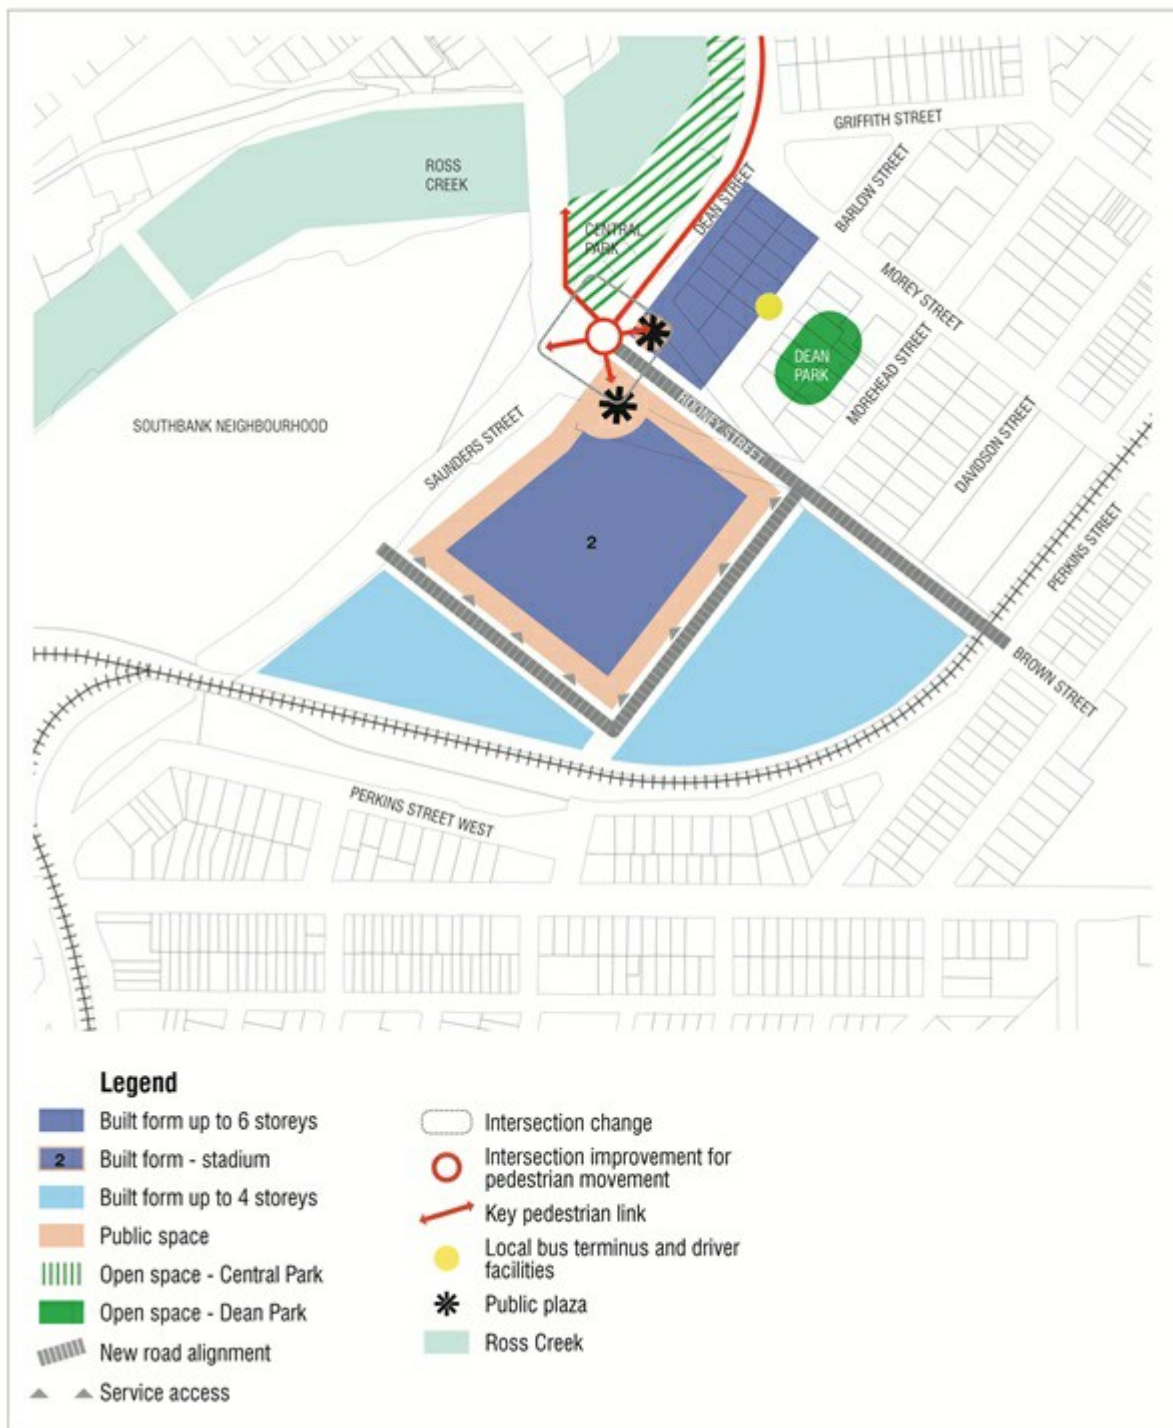 GRIFFITH STREET
ROSS
CREEK
BARLOW STREET
DEAN STREET
CENTRAL
PARK
MOREY STREET
DEAN
PARK
MOREHEAD STREET
ROONEY STREET
SOUTHBANK NEIGHBOURHOOD
SAUNDERS STREET
DAVIDSON STREET
2
PERKINS STREET
BROWN STREET
PERKINS STREET WEST
Legend
Built form up to 6 storeys
2 Built form - stadium
Built form up to 4 storeys
Public space
Open space - Central Park
Open space - Dean Park
New road alignment
Service access
Intersection change
Intersection improvement for
pedestrian movement
Key pedestrian link
Local bus terminus and driver
facilities
Public plaza
Ross Creek